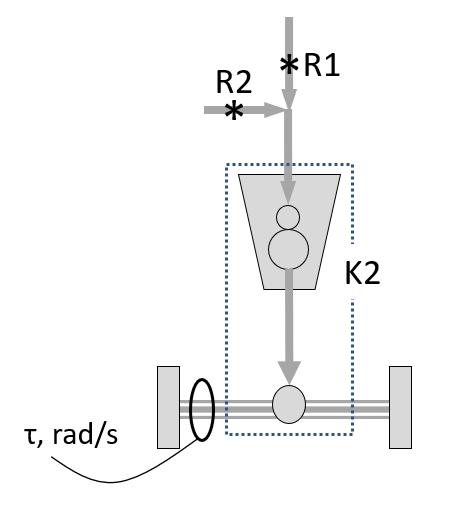 *R1
R2
*
K2
τ, rad/s